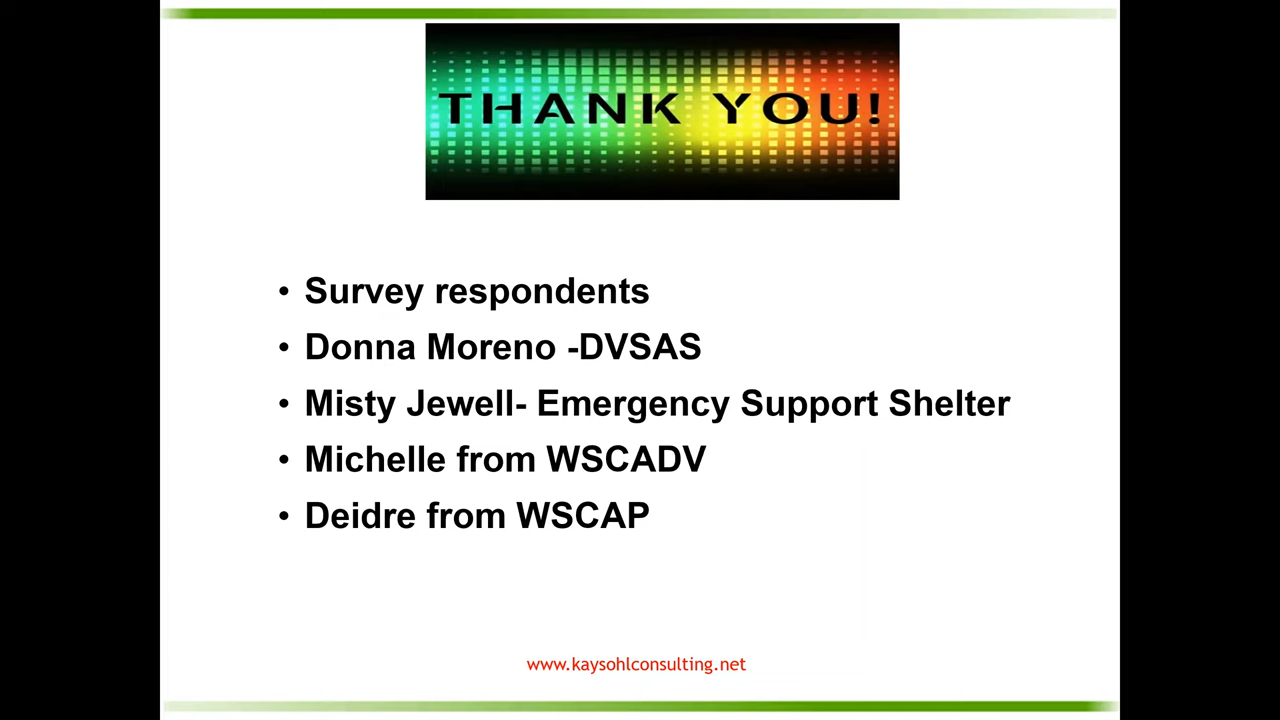 THANK YOU!
• Survey respondents
• Donna Moreno -DVSAS
• Misty Jewell- Emergency Support Shelter
• Michelle from WSCADV
• Deidre from WSCAP
www.kaysohlconsulting.net